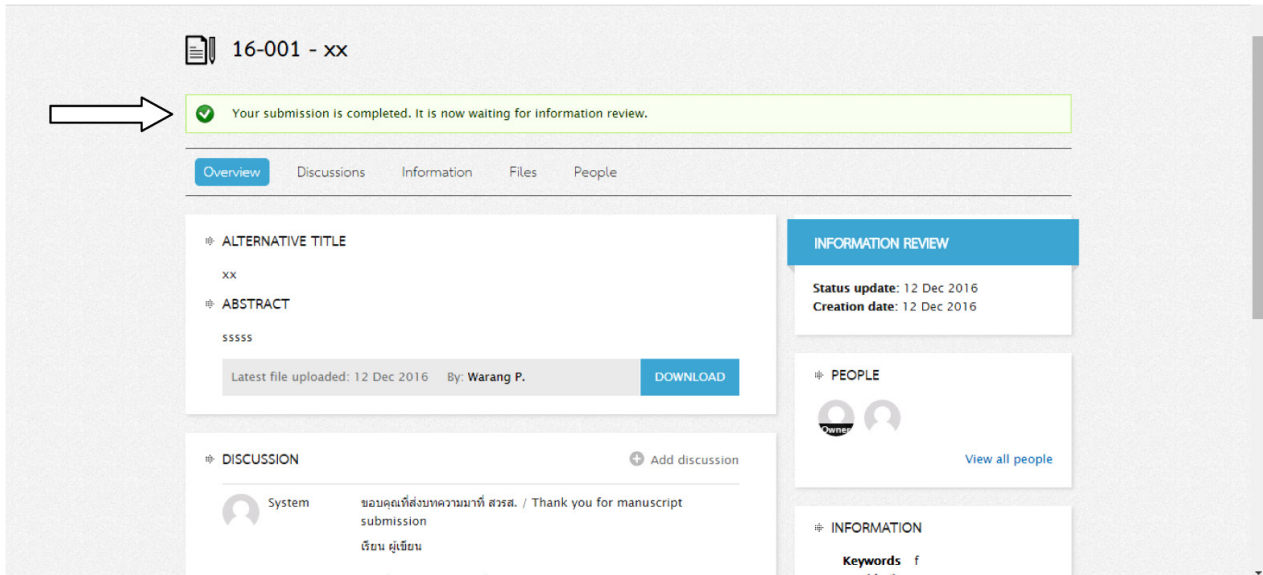 16-001 - xx
Your submission is completed. It is now waiting for information review.
Overview Discussions Information Files People
ALTERNATIVE TITLE
xx
ABSTRACT
sssss
Latest file uploaded: 12 Dec 2016 By: Warang P.
DOWNLOAD
DISCUSSION
Add discussion
System
ขอบคุณที่ส่งบทความมาที่ สวรส. / Thank you for manuscript
submission
เรียน ผู้เขียน
INFORMATION REVIEW
Status update: 12 Dec 2016
Creation date: 12 Dec 2016
PEOPLE
Owner
View all people
INFORMATION
Keywords f